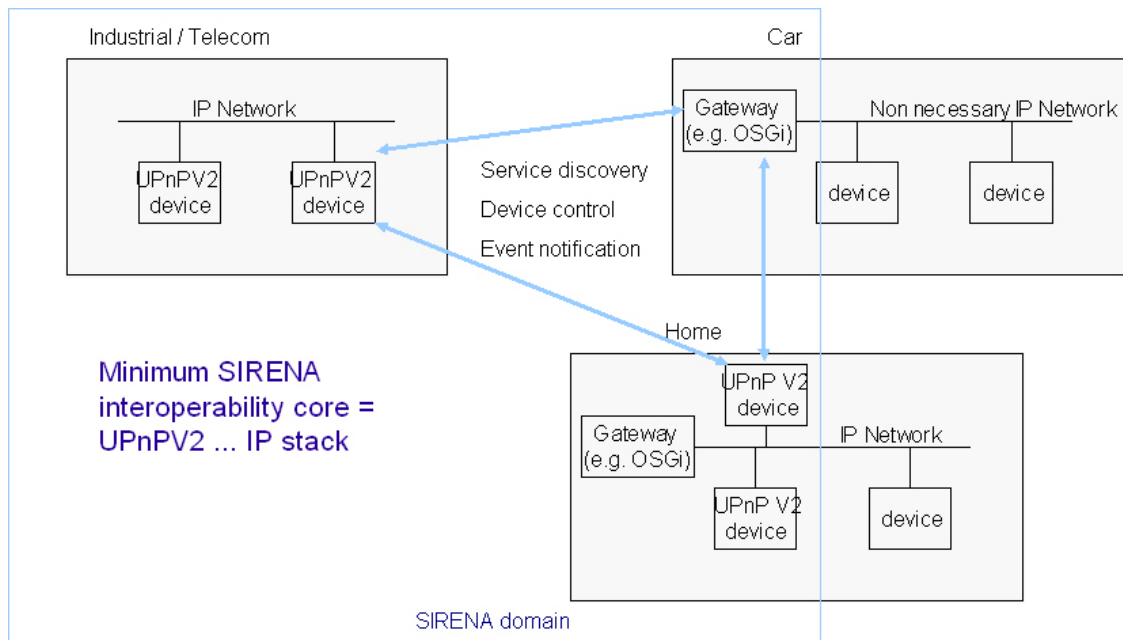 Industrial / Telecom
Car
IP Network
UPnPV2
device
UPnPV2
device
Gateway
(e.g. OSGi)
Non necessary IP Network
device
device
Service discovery
Device control
Event notification
Home
Minimum SIRENA
interoperability core =
UPnPV2 ... IP stack
UPnP V2
device
Gateway
(e.g. OSGi)
IP Network
UPnP V2
device
device
SIRENA domain